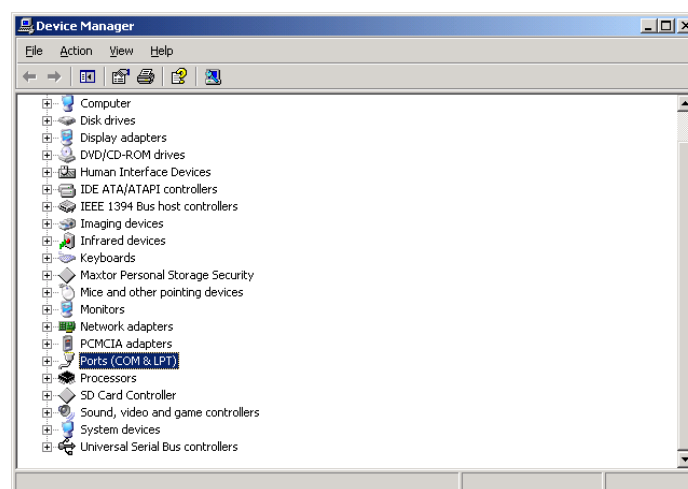 Device Manager
File Action View Help
Computer
Disk drives
Display adapters
DVD/CD-ROM drives
Human Interface Devices
IDE ATA/ATAPI controllers
IEEE 1394 Bus host controllers
Imaging devices
Infrared devices
Keyboards
Maxtor Personal Storage Security
Mice and other pointing devices
Monitors
Network adapters
PCMCIA adapters
Ports (COM & LPT)
Processors
SD Card Controller
Sound, video and game controllers
System devices
Universal Serial Bus controllers